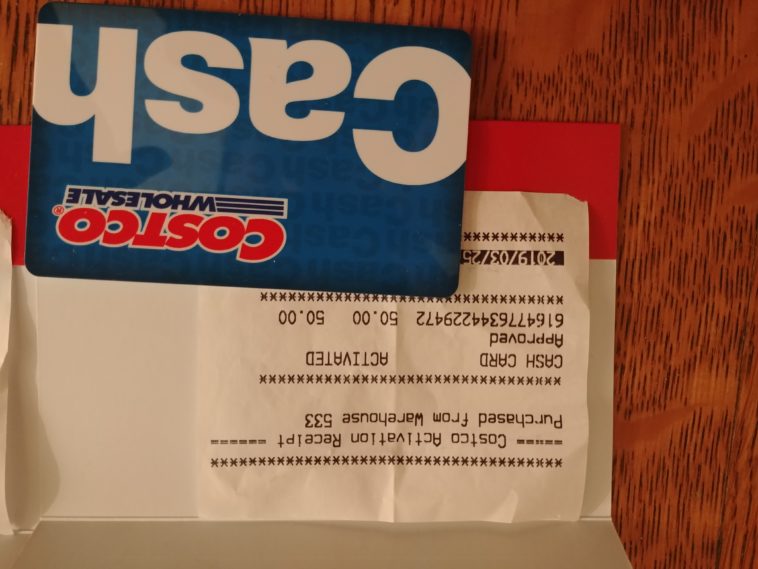 ************************************
===== Costco Activation Receipt =====
Purchased from Warehouse 533
************************************
CASH CARD ACTIVATED
Approved
6164776344229472 50.00 50.00
************************************
2019/03/25
************
COSTCO®
WHOLESALE
Cash